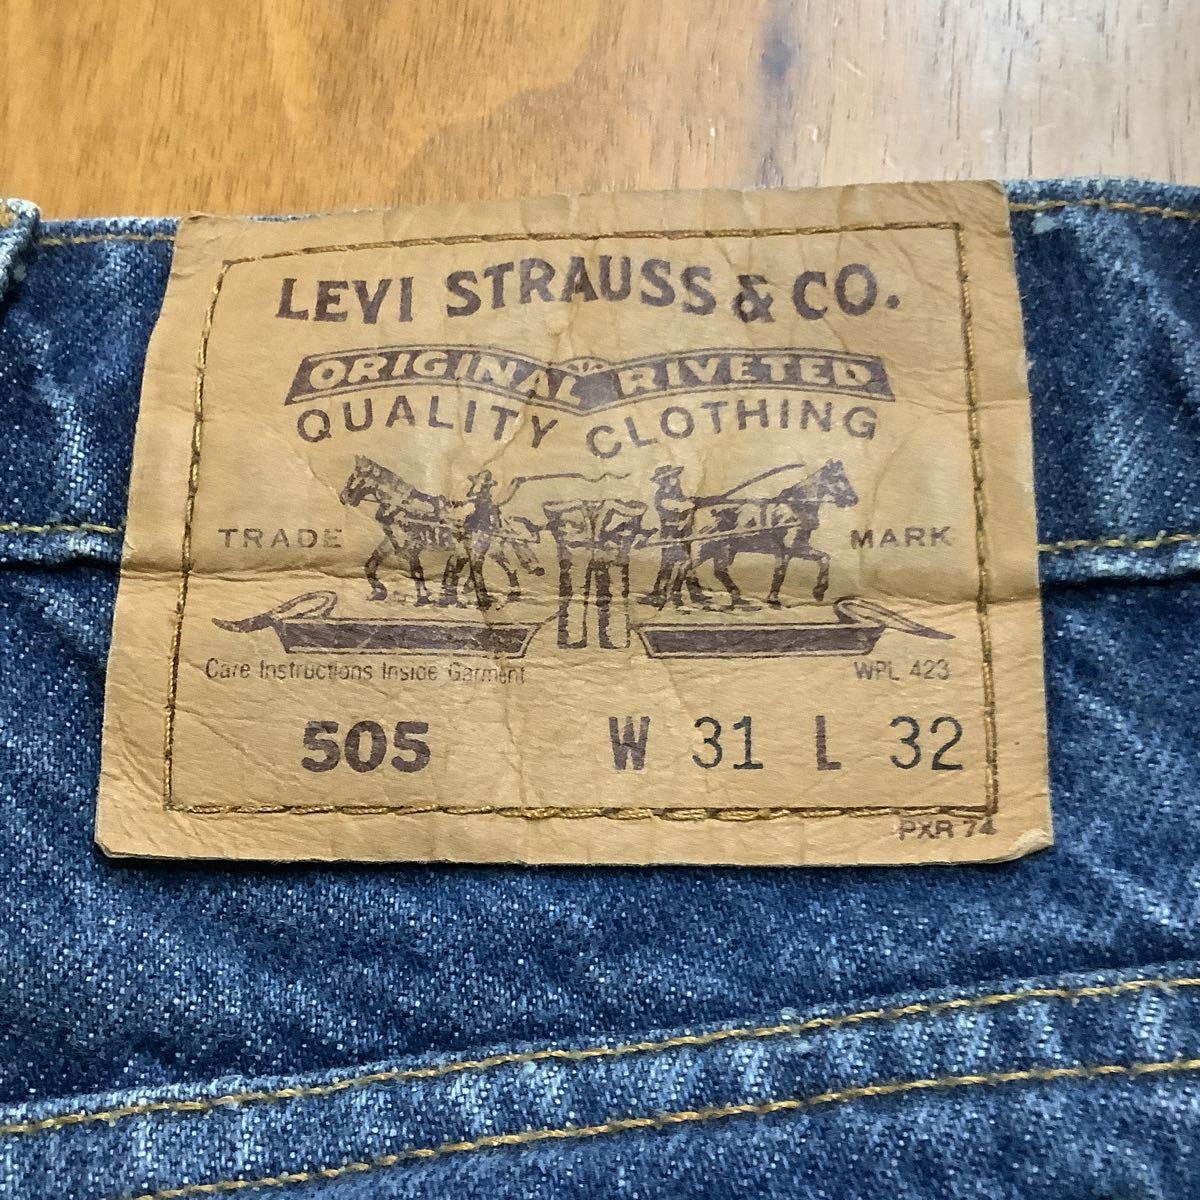 LEVI STRAUSS & CO.
ORIGINAL RIVETED
QUALITY CLOTHING
TRADE MARK
Care Instructions Inside Garment WPL 423
505 W 31 L 32
PXR 74